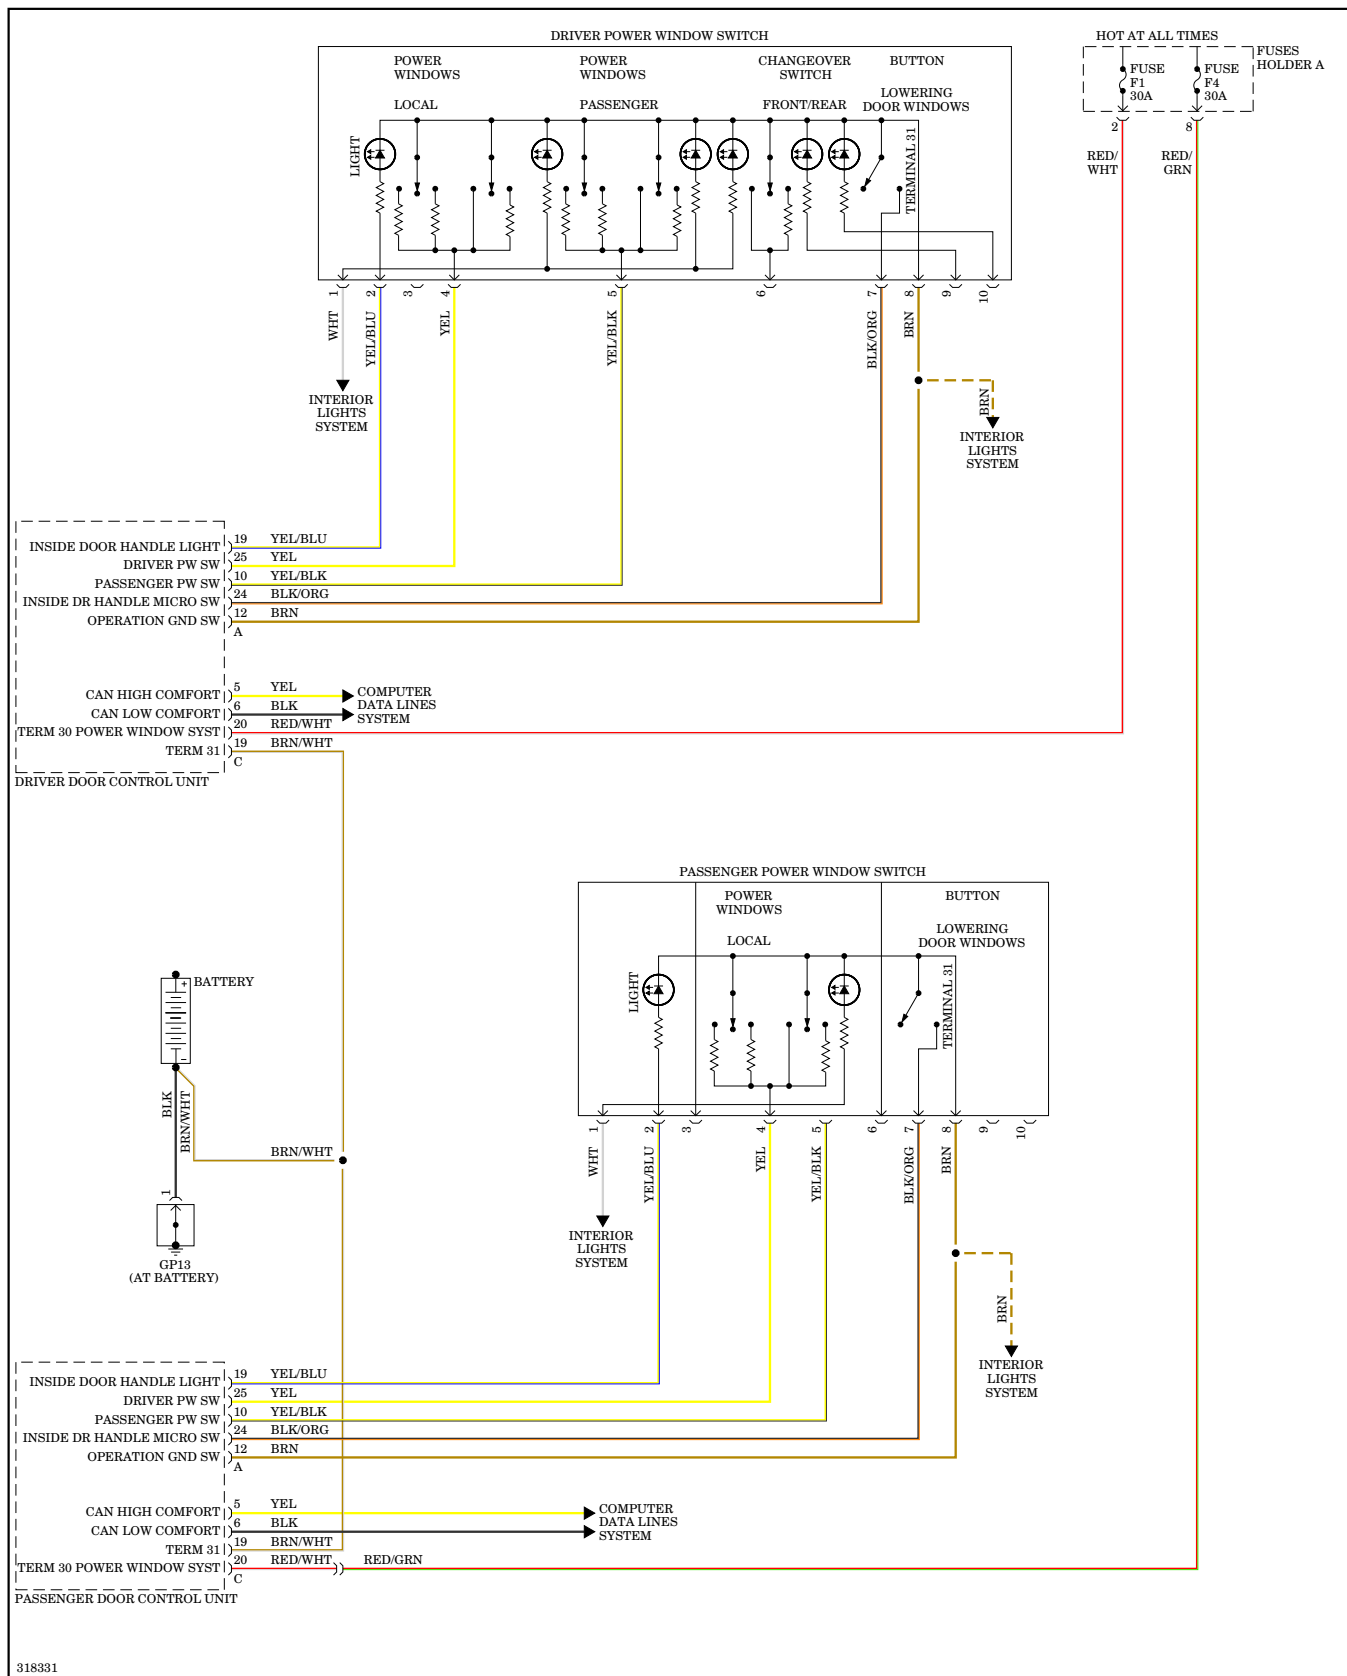 DRIVER POWER WINDOW SWITCH
POWER
WINDOWS
LOCAL
POWER
WINDOWS
PASSENGER
CHANGEOVER
SWITCH
FRONT/REAR
BUTTON
LOWERING
DOOR WINDOWS
LIGHT
TERMINAL 31
HOT AT ALL TIMES
FUSE
F1
30A
FUSE
F4
30A
FUSES
HOLDER A
2
8
RED/
WHT
RED/
GRN
1
2
3
4
5
6
7
8
9
10
WHT
YEL/BLU
YEL
YEL/BLK
BLK/ORG
BRN
INTERIOR
LIGHTS
SYSTEM
BRN
INTERIOR
LIGHTS
SYSTEM
INSIDE DOOR HANDLE LIGHT 19 YEL/BLU
DRIVER PW SW 25 YEL
PASSENGER PW SW 10 YEL/BLK
INSIDE DR HANDLE MICRO SW 24 BLK/ORG
OPERATION GND SW 12 BRN
A
CAN HIGH COMFORT 5 YEL
CAN LOW COMFORT 6 BLK
COMPUTER
DATA LINES
SYSTEM
TERM 30 POWER WINDOW SYST 20 RED/WHT
TERM 31 19 BRN/WHT
C
DRIVER DOOR CONTROL UNIT
PASSENGER POWER WINDOW SWITCH
POWER
WINDOWS
LOCAL
BUTTON
LOWERING
DOOR WINDOWS
LIGHT
TERMINAL 31
1
2
3
4
5
6
7
8
9
10
WHT
YEL/BLU
YEL
YEL/BLK
BLK/ORG
BRN
INTERIOR
LIGHTS
SYSTEM
BRN
INTERIOR
LIGHTS
SYSTEM
BATTERY
+
–
BLK
BRN/WHT
BRN/WHT
1
GP13
(AT BATTERY)
INSIDE DOOR HANDLE LIGHT 19 YEL/BLU
DRIVER PW SW 25 YEL
PASSENGER PW SW 10 YEL/BLK
INSIDE DR HANDLE MICRO SW 24 BLK/ORG
OPERATION GND SW 12 BRN
A
CAN HIGH COMFORT 5 YEL
CAN LOW COMFORT 6 BLK
COMPUTER
DATA LINES
SYSTEM
TERM 31 19 BRN/WHT
TERM 30 POWER WINDOW SYST 20 RED/WHT RED/GRN
C
PASSENGER DOOR CONTROL UNIT
318331